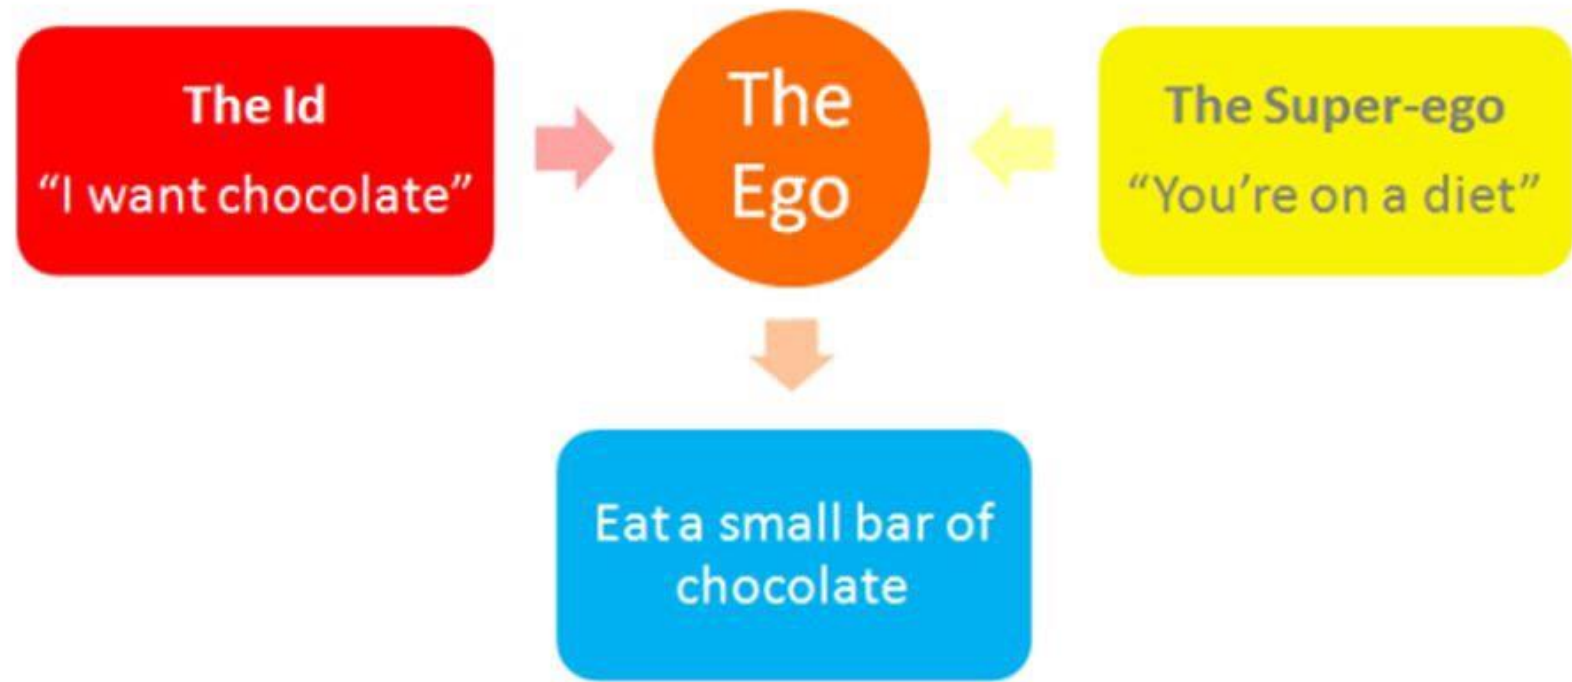 The Id
“I want chocolate”
The
Ego
The Super-ego
“You’re on a diet”
Eat a small bar of
chocolate